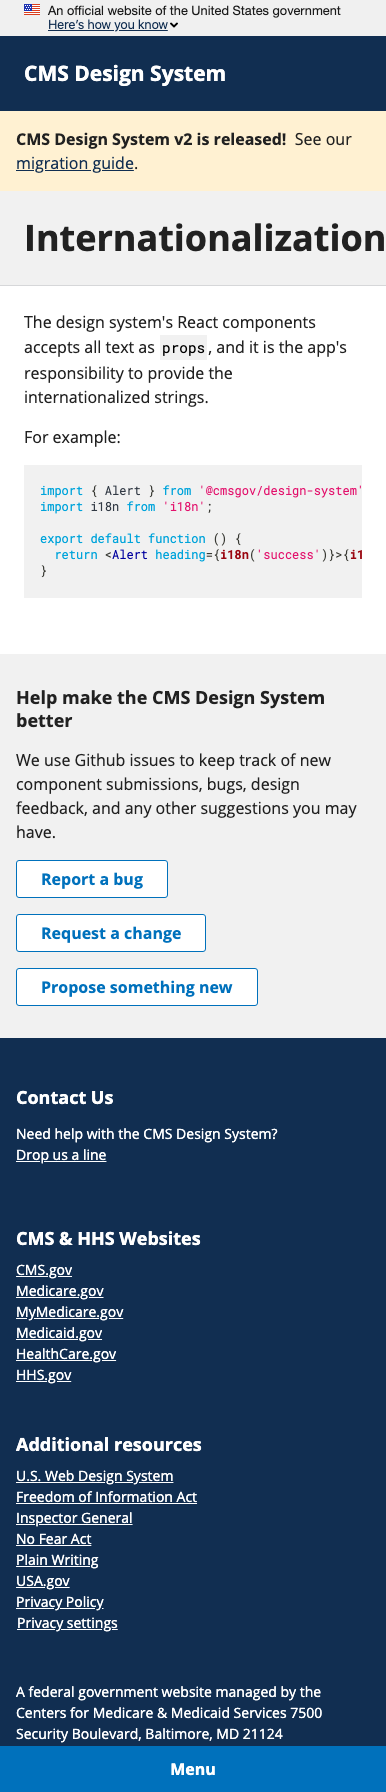 An official website of the United States government
Here's how you know
CMS Design System
CMS Design System v2 is released! See our
migration guide.
Internationalization
The design system's React components
accepts all text as props, and it is the app's
responsibility to provide the
internationalized strings.
For example:
import { Alert } from '@cmsgov/design-system'
import i18n from 'i18n';
export default function () {
return <Alert heading={i18n('success')}>{i1
}
Help make the CMS Design System
better
We use Github issues to keep track of new
component submissions, bugs, design
feedback, and any other suggestions you may
have.
Report a bug
Request a change
Propose something new
Contact Us
Need help with the CMS Design System?
Drop us a line
CMS & HHS Websites
CMS.gov
Medicare.gov
MyMedicare.gov
Medicaid.gov
HealthCare.gov
HHS.gov
Additional resources
U.S. Web Design System
Freedom of Information Act
Inspector General
No Fear Act
Plain Writing
USA.gov
Privacy Policy
Privacy settings
A federal government website managed by the
Centers for Medicare & Medicaid Services 7500
Security Boulevard, Baltimore, MD 21124
Menu